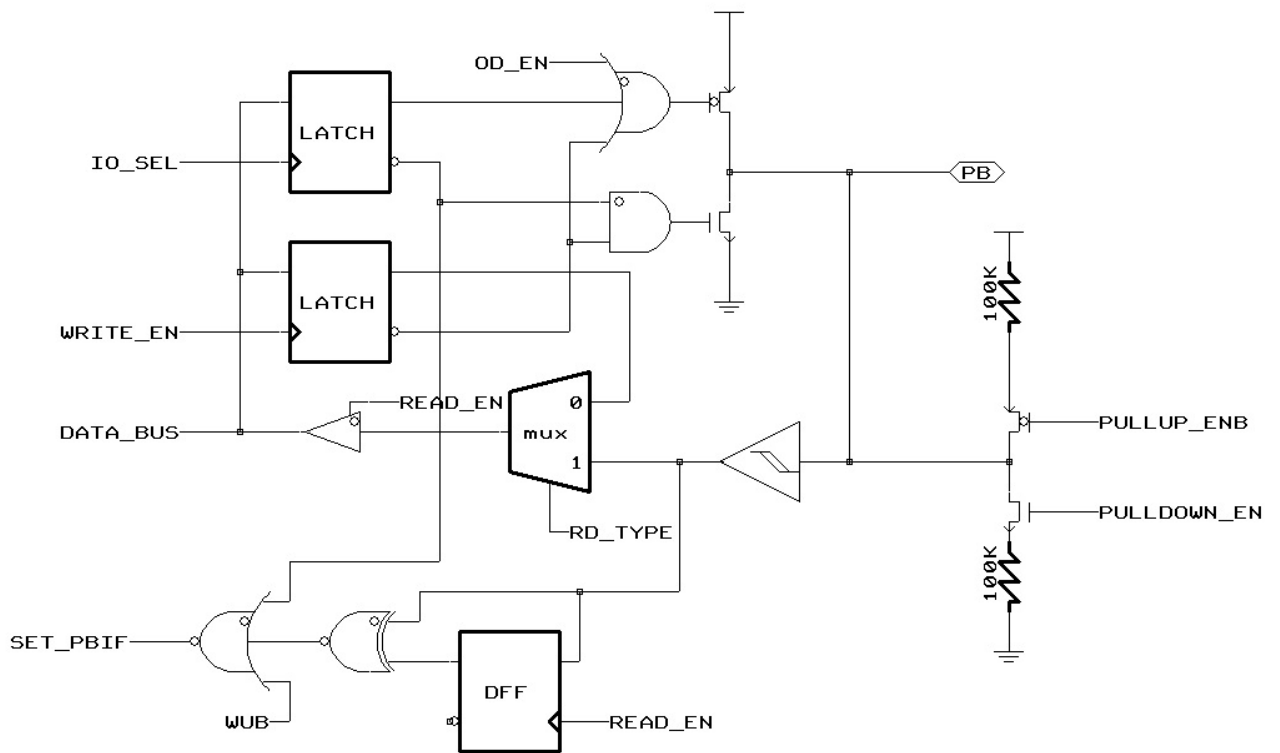 OD_EN
LATCH
IO_SEL
PB
LATCH
100K
WRITE_EN
READ_EN
0
PULLUP_ENB
DATA_BUS
mux
1
PULLDOWN_EN
RD_TYPE
100K
SET_PBIF
DFF
WUB
READ_EN